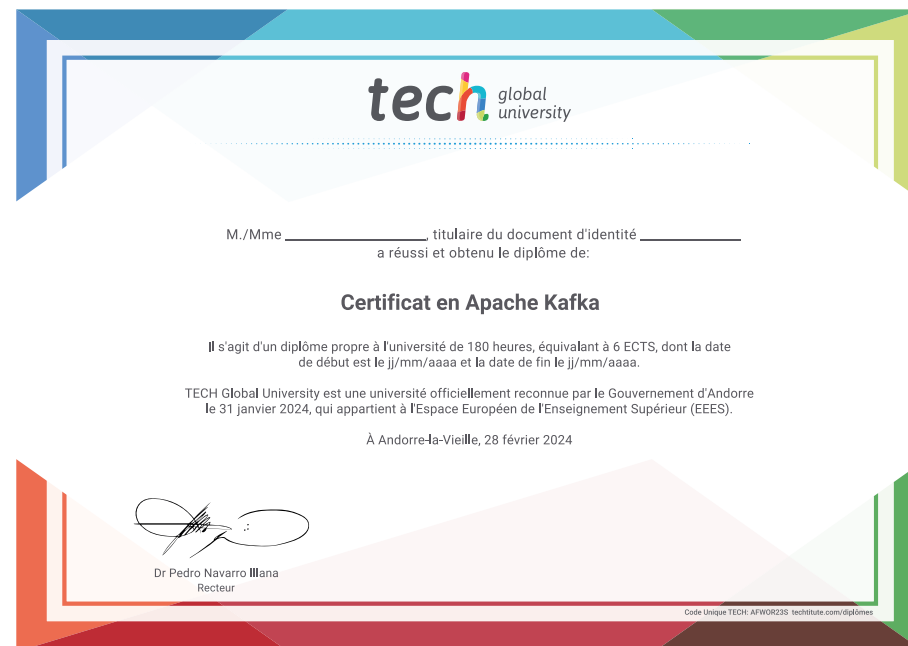 tech global
university
M./Mme ____________________, titulaire du document d'identité ______________
a réussi et obtenu le diplôme de:
Certificat en Apache Kafka
Il s'agit d'un diplôme propre à l'université de 180 heures, équivalant à 6 ECTS, dont la date
de début est le jj/mm/aaaa et la date de fin le jj/mm/aaaa.
TECH Global University est une université officiellement reconnue par le Gouvernement d'Andorre
le 31 janvier 2024, qui appartient à l'Espace Européen de l'Enseignement Supérieur (EEES).
À Andorre-la-Vieille, 28 février 2024
Dr Pedro Navarro Illana
Recteur
Code Unique TECH: AFWOR23S techtitute.com/diplômes